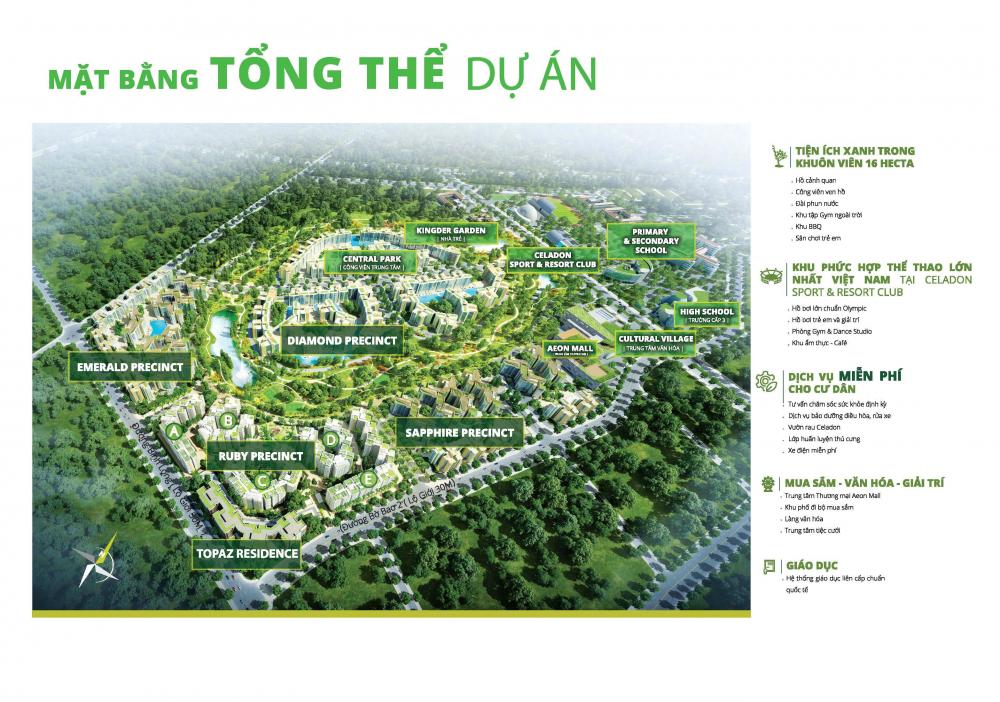 MẶT BẰNG TỔNG THỂ DỰ ÁN
KINGDER GARDEN
| NHÀ TRẺ |
PRIMARY
& SECONDARY
SCHOOL
CENTRAL PARK
| CÔNG VIÊN TRUNG TÂM |
CELADON
SPORT & RESORT CLUB
HIGH SCHOOL
| TRƯỜNG CẤP 3 |
DIAMOND PRECINCT
AEON MALL
CULTURAL VILLAGE
| TRUNG TÂM VĂN HÓA |
EMERALD PRECINCT
SAPPHIRE PRECINCT
A
B
D
RUBY PRECINCT
C
E
TOPAZ RESIDENCE
(Đường Bờ Bao 2 ( Lộ Giới 30M)
TIỆN ÍCH XANH TRONG
KHUÔN VIÊN 16 HECTA
. Hồ cảnh quan
. Công viên ven hồ
. Đài phun nước
. Khu tập Gym ngoài trời
. Khu BBQ
. Sân chơi trẻ em
KHU PHỨC HỢP THỂ THAO LỚN
NHẤT VIỆT NAM TẠI CELADON
SPORT & RESORT CLUB
. Hồ bơi lớn chuẩn Olympic
. Hồ bơi trẻ em và giải trí
. Phòng Gym & Dance Studio
. Khu ẩm thực - Café
DỊCH VỤ MIỄN PHÍ
CHO CƯ DÂN
. Tư vấn chăm sóc sức khỏe định kỳ
. Dịch vụ bảo dưỡng điều hòa, rửa xe
. Vườn rau Celadon
. Lớp huấn luyện thú cưng
. Xe điện miễn phí
MUA SẮM - VĂN HÓA - GIẢI TRÍ
. Trung tâm Thương mại Aeon Mall
. Khu phố đi bộ mua sắm
. Làng văn hóa
. Trung tâm tiệc cưới
GIÁO DỤC
. Hệ thống giáo dục liên cấp chuẩn
quốc tế